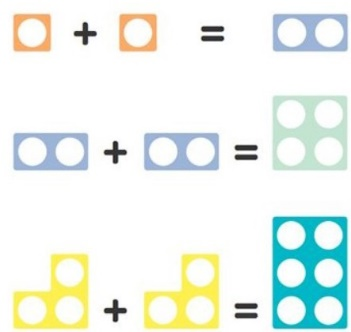 + =
+ =
+ =